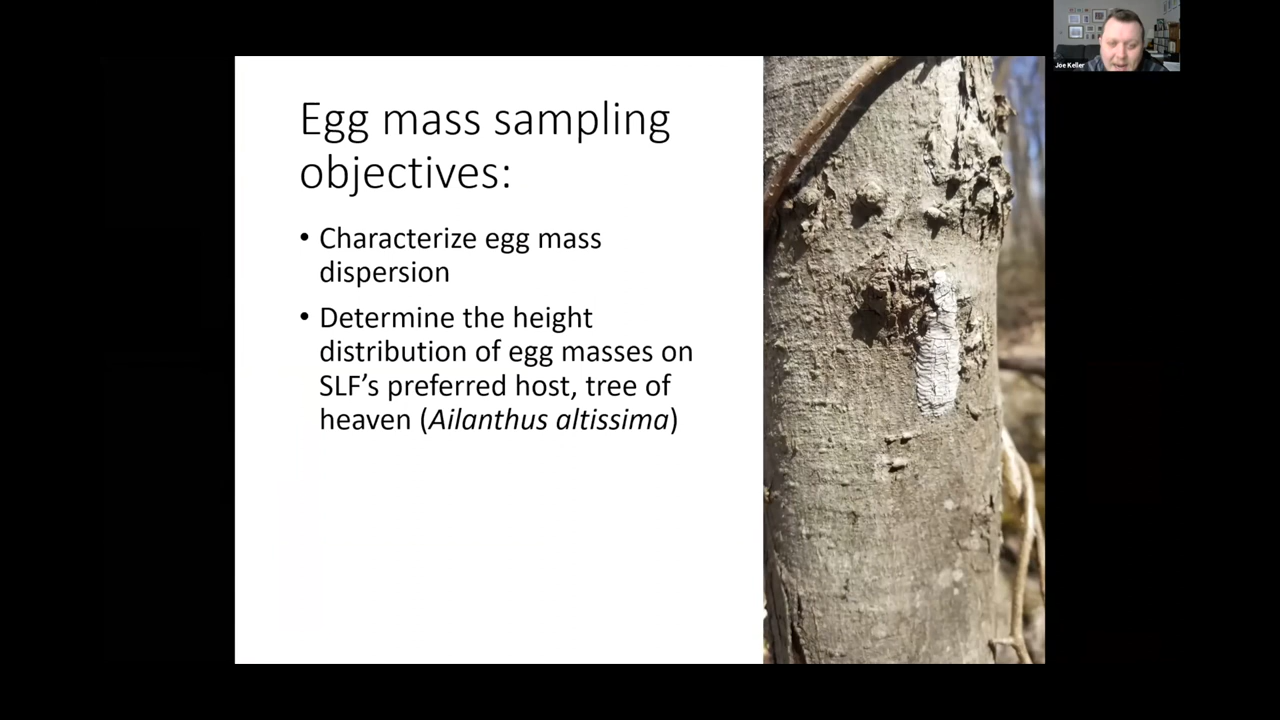 Joe Keller
Egg mass sampling
objectives:
• Characterize egg mass
dispersion
• Determine the height
distribution of egg masses on
SLF’s preferred host, tree of
heaven (Ailanthus altissima)